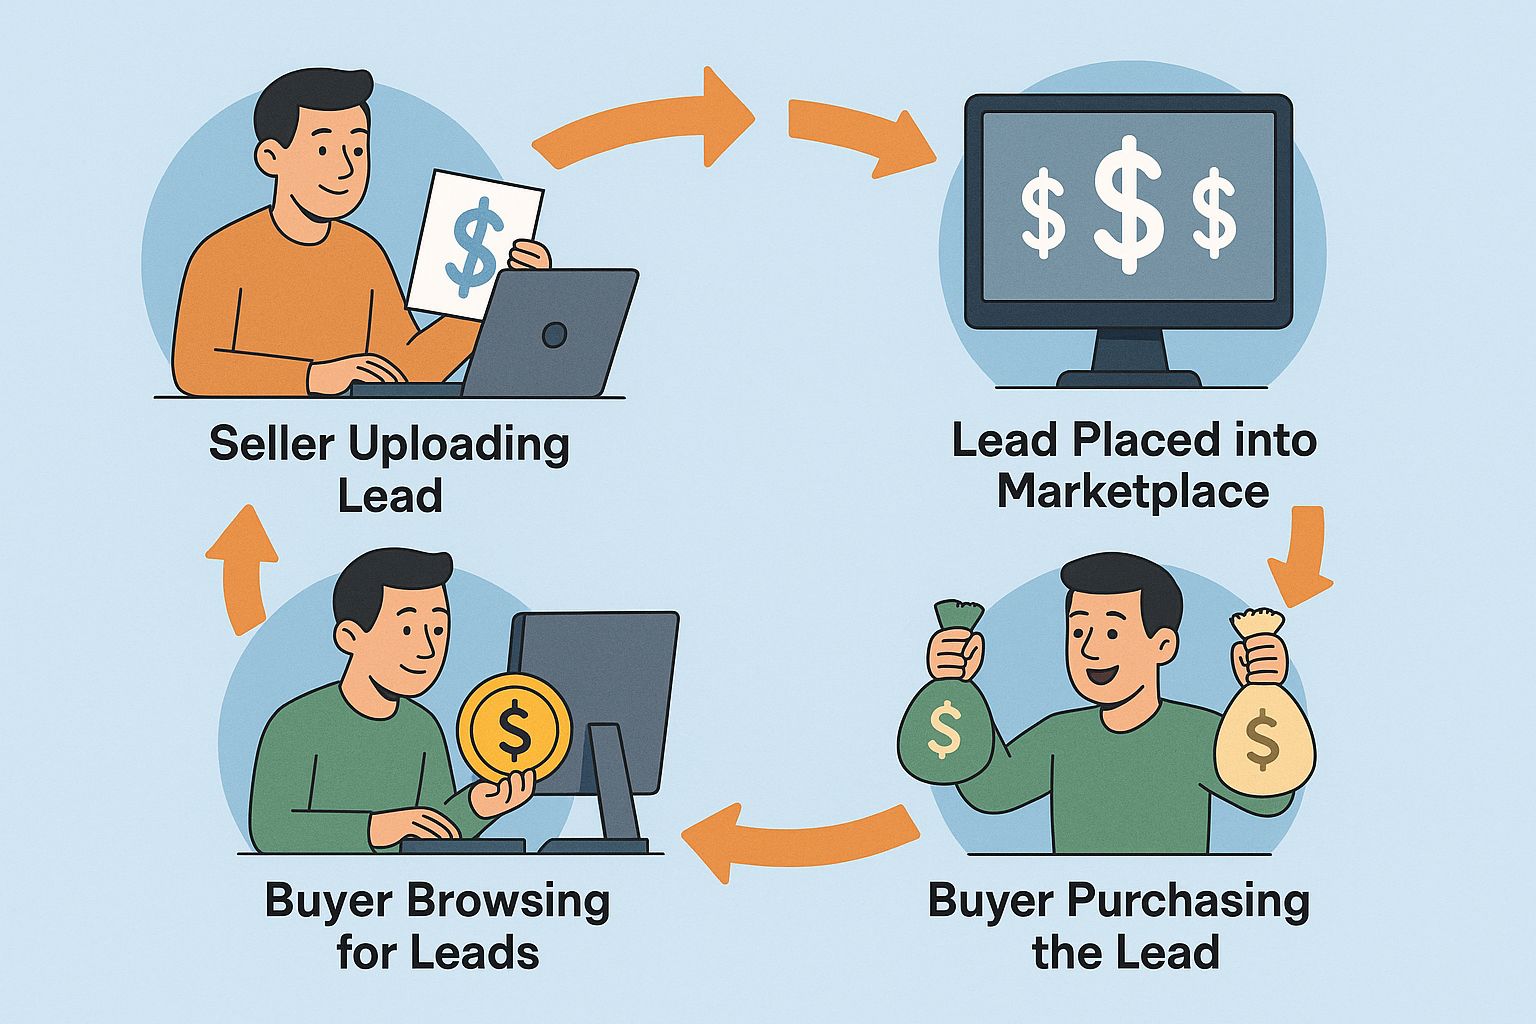 $
$ $ $
Seller Uploading
Lead
Lead Placed into
Marketplace
$
$
$
Buyer Browsing
for Leads
Buyer Purchasing
the Lead